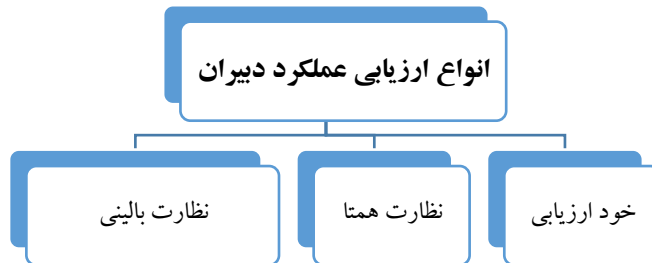 انواع ارزیابی عملکرد دبیران
خود ارزیابی
نظارت همتا
نظارت بالینی